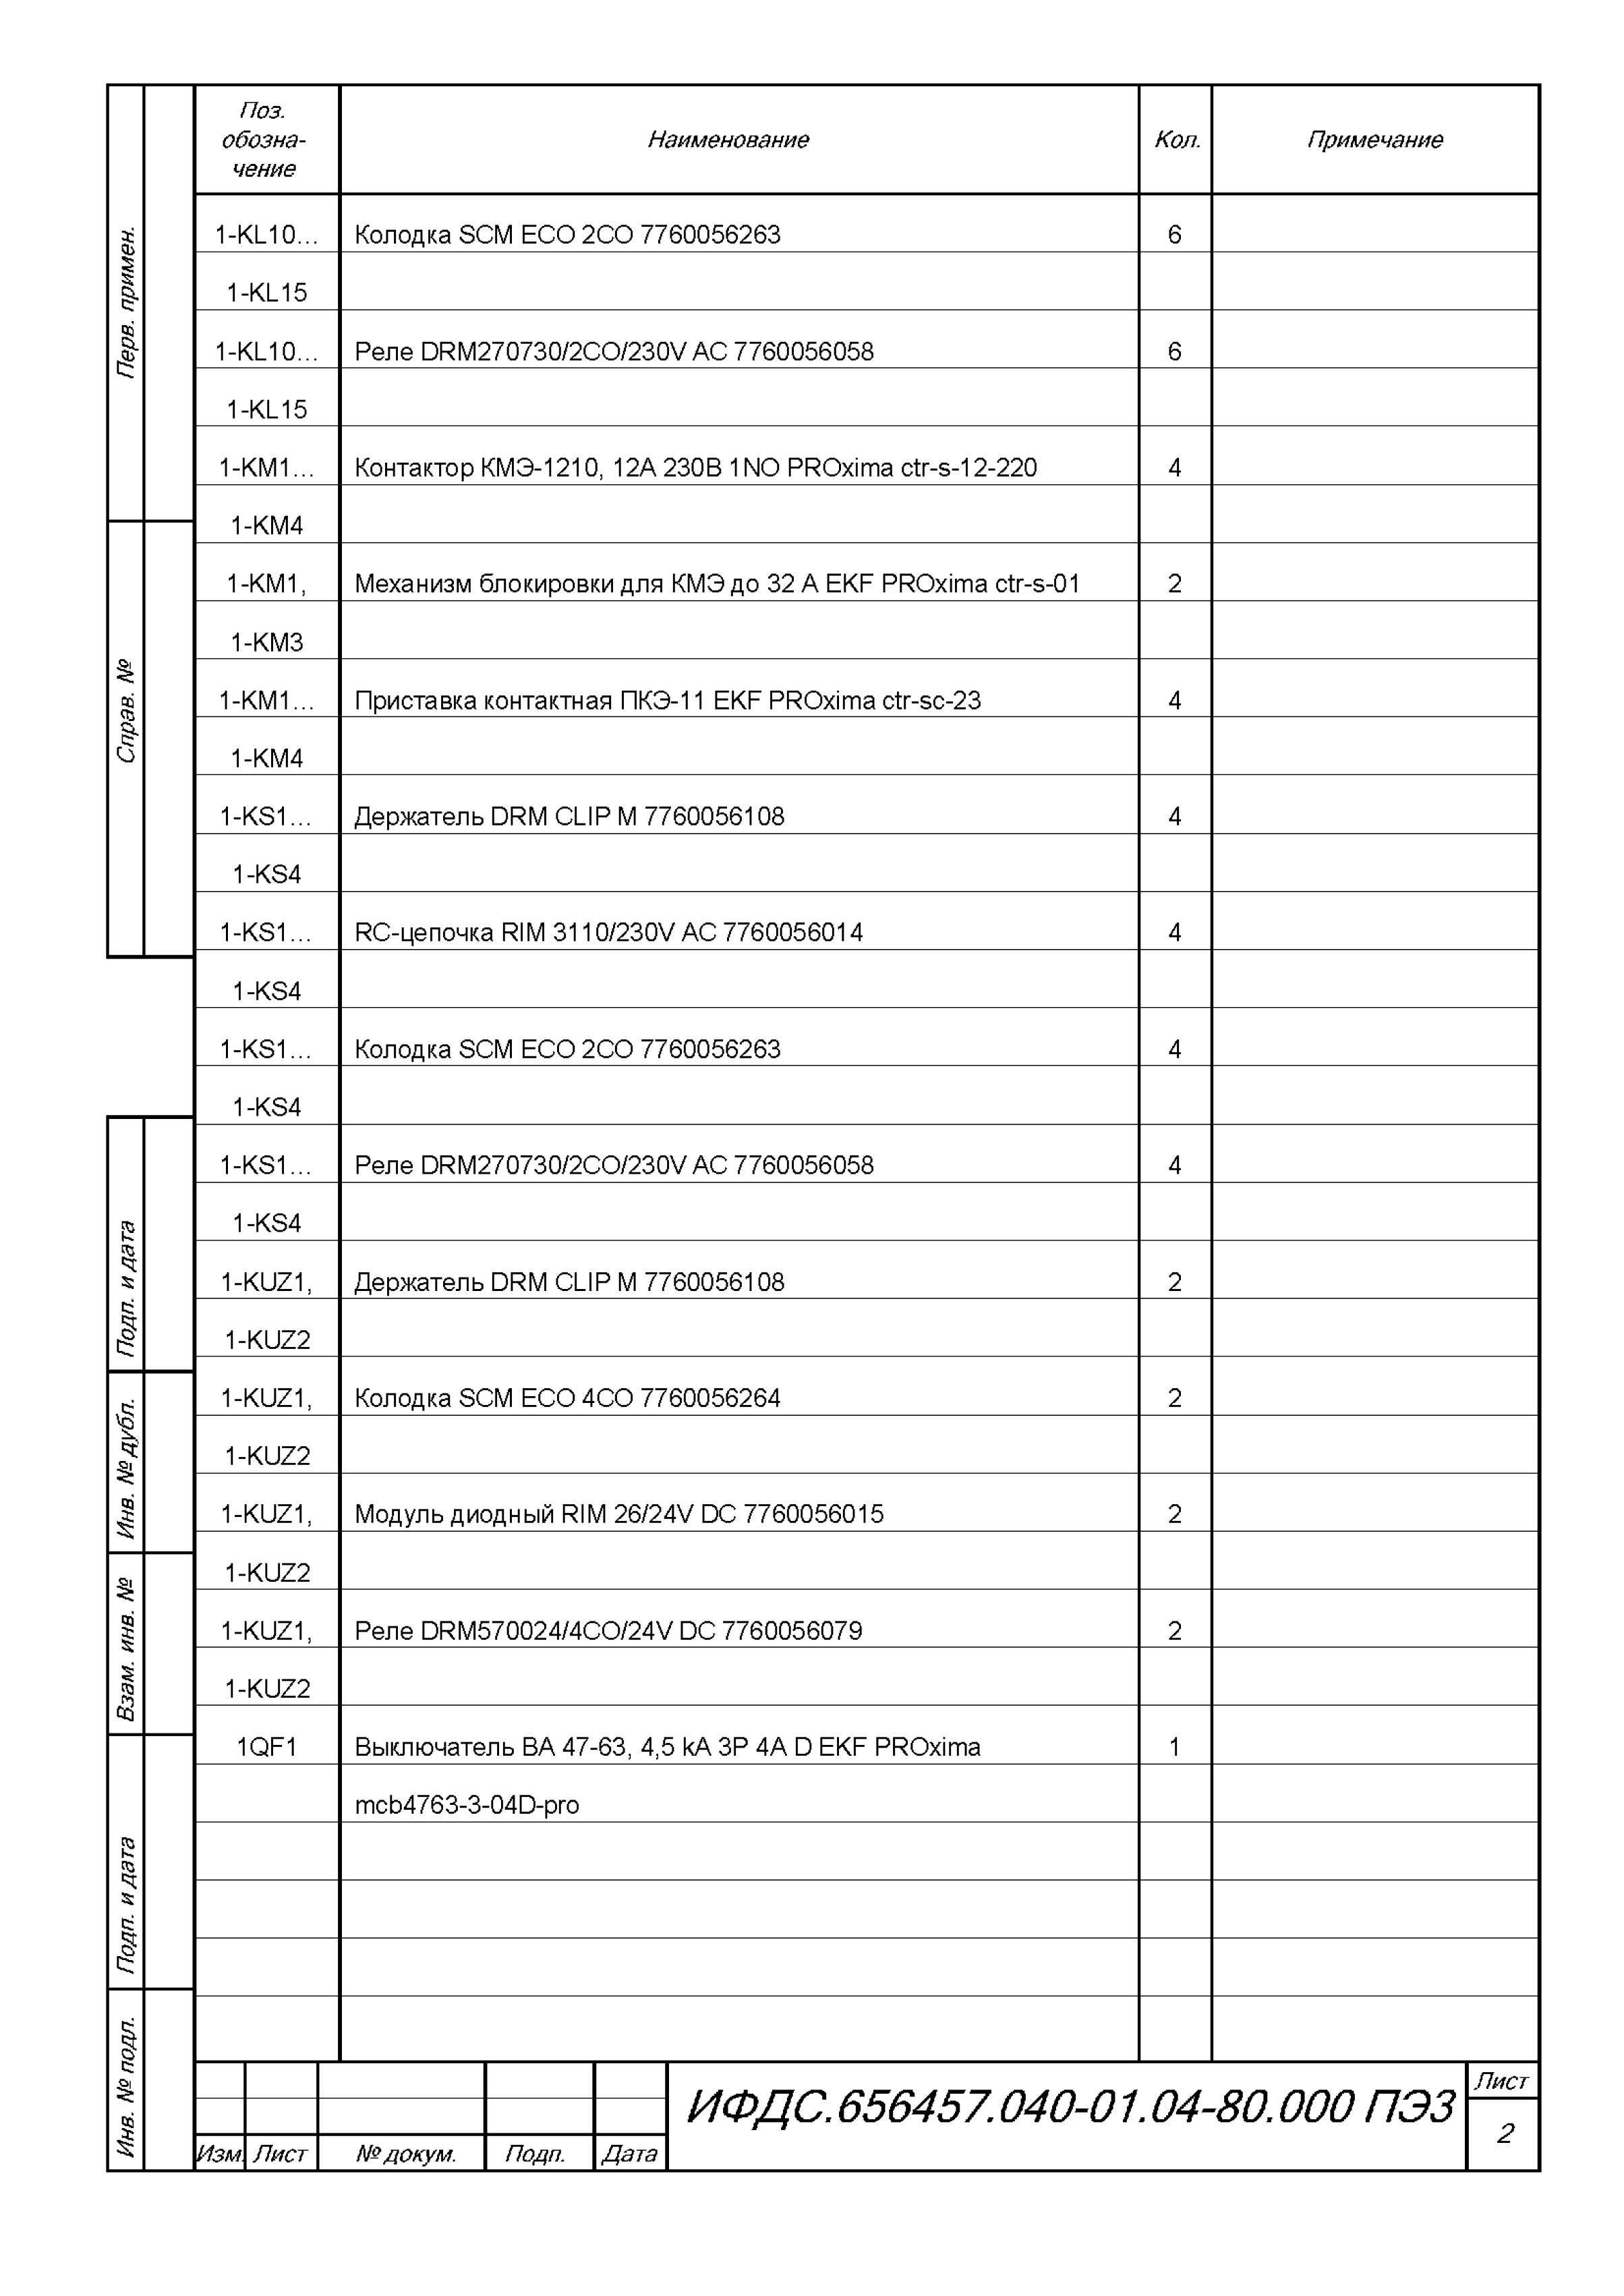 Поз.
обозна-
чение
Наименование
Кол.
Примечание
1-KL10... Колодка SCM ECO 2CO 7760056263 6
1-KL15
1-KL10... Реле DRM270730/2CO/230V AC 7760056058 6
1-KL15
1-KM1... Контактор КМЭ-1210, 12А 230В 1NO PROxima ctr-s-12-220 4
1-KM4
1-KM1, Механизм блокировки для КМЭ до 32 А EKF PROxima ctr-s-01 2
1-KM3
1-KM1... Приставка контактная ПКЭ-11 EKF PROxima ctr-sc-23 4
1-KM4
1-KS1... Держатель DRM CLIP M 7760056108 4
1-KS4
1-KS1... RC-цепочка RIM 3110/230V AC 7760056014 4
1-KS4
1-KS1... Колодка SCM ECO 2CO 7760056263 4
1-KS4
1-KS1... Реле DRM270730/2CO/230V AC 7760056058 4
1-KS4
1-KUZ1, Держатель DRM CLIP M 7760056108 2
1-KUZ2
1-KUZ1, Колодка SCM ECO 4CO 7760056264 2
1-KUZ2
1-KUZ1, Модуль диодный RIM 26/24V DC 7760056015 2
1-KUZ2
1-KUZ1, Реле DRM570024/4CO/24V DC 7760056079 2
1-KUZ2
1QF1 Выключатель ВА 47-63, 4,5 kA 3P 4A D EKF PROxima 1
mcb4763-3-04D-pro
Перв. примен.
Справ. №
Подп. и дата
Инв. № дубл.
Взам. инв. №
Подп. и дата
Инв. № подл.
Изм. Лист № докум. Подп. Дата
ИФДС.656457.040-01.04-80.000 ПЭ3
Лист
2